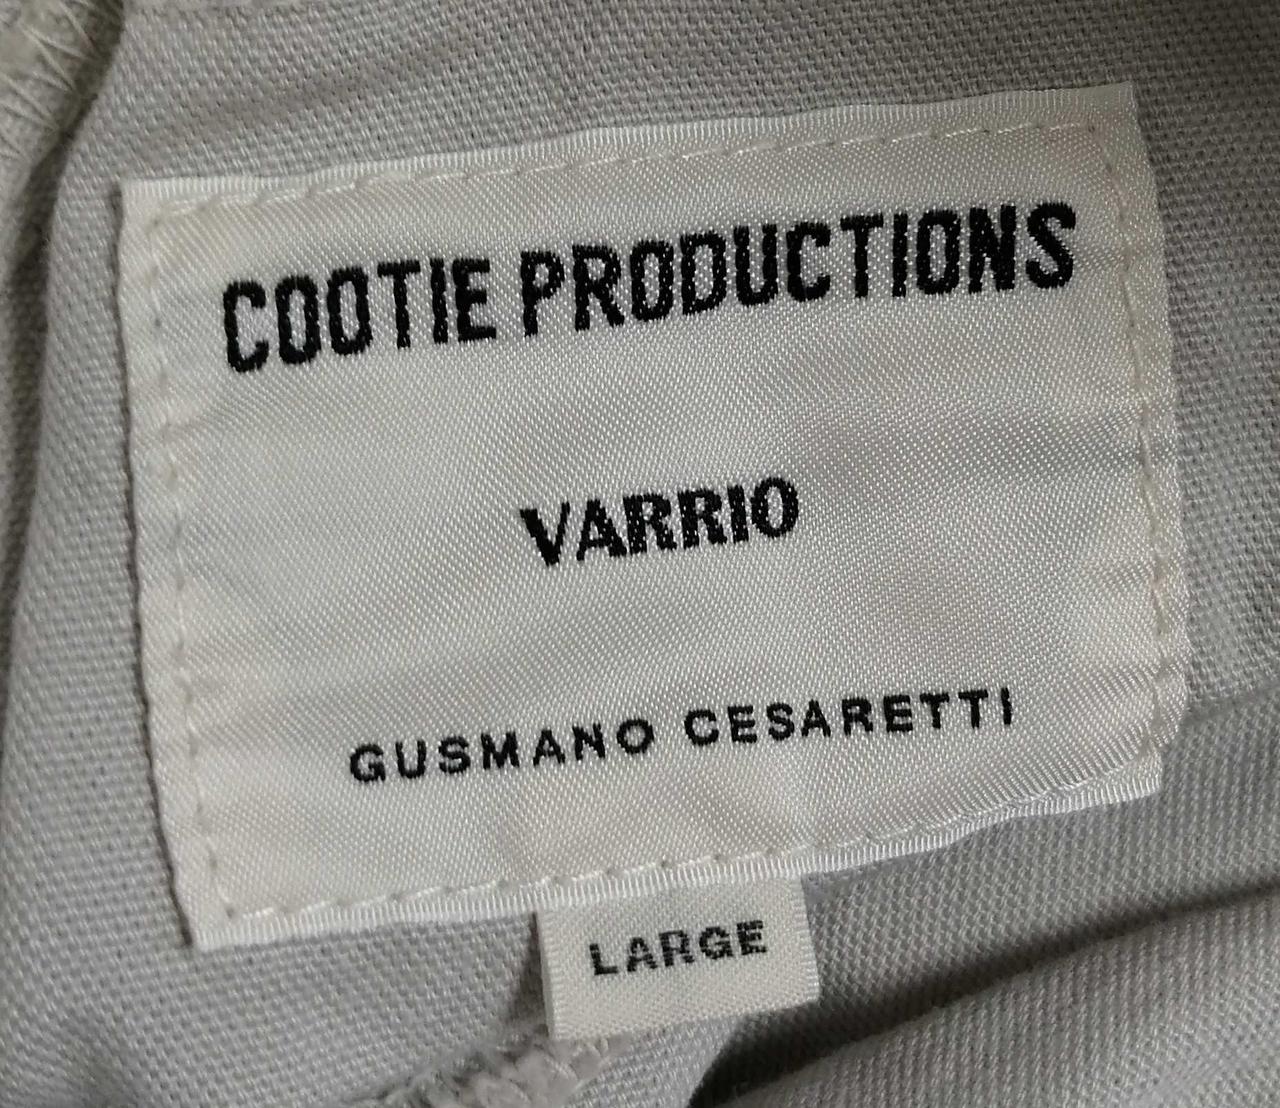 COOTIE PRODUCTIONS
VARRIO
GUSMANO CESARETTI
LARGE